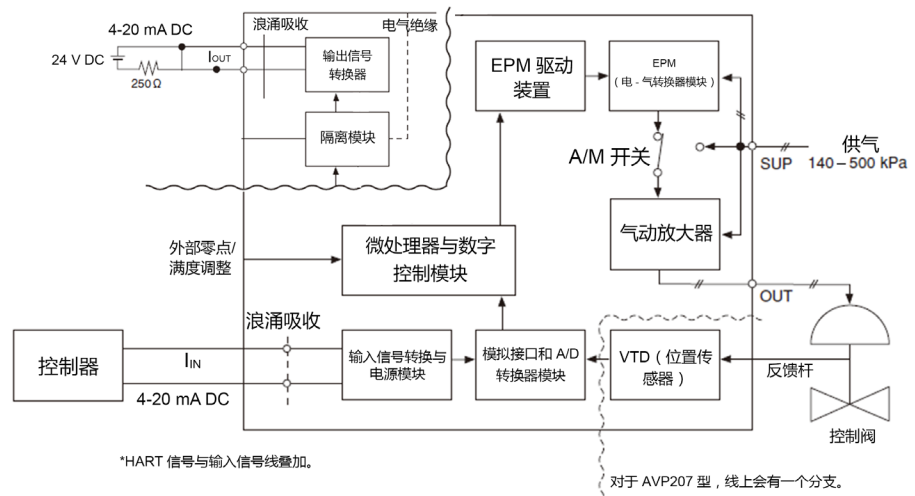 4-20 mA DC
24 V DC
250Ω
IOUT
浪涌吸收
电气绝缘
输出信号
转换器
隔离模块
EPM 驱动
装置
EPM
（电 - 气转换器模块）
A/M 开关
供气
SUP
140 – 500 kPa
气动放大器
外部零点/
满度调整
微处理器与数字
控制模块
OUT
浪涌吸收
控制器
IIN
4-20 mA DC
输入信号转换与
电源模块
模拟接口和 A/D
转换器模块
VTD（位置传
感器）
反馈杆
控制阀
*HART 信号与输入信号线叠加。
对于 AVP207 型，线上会有一个分支。